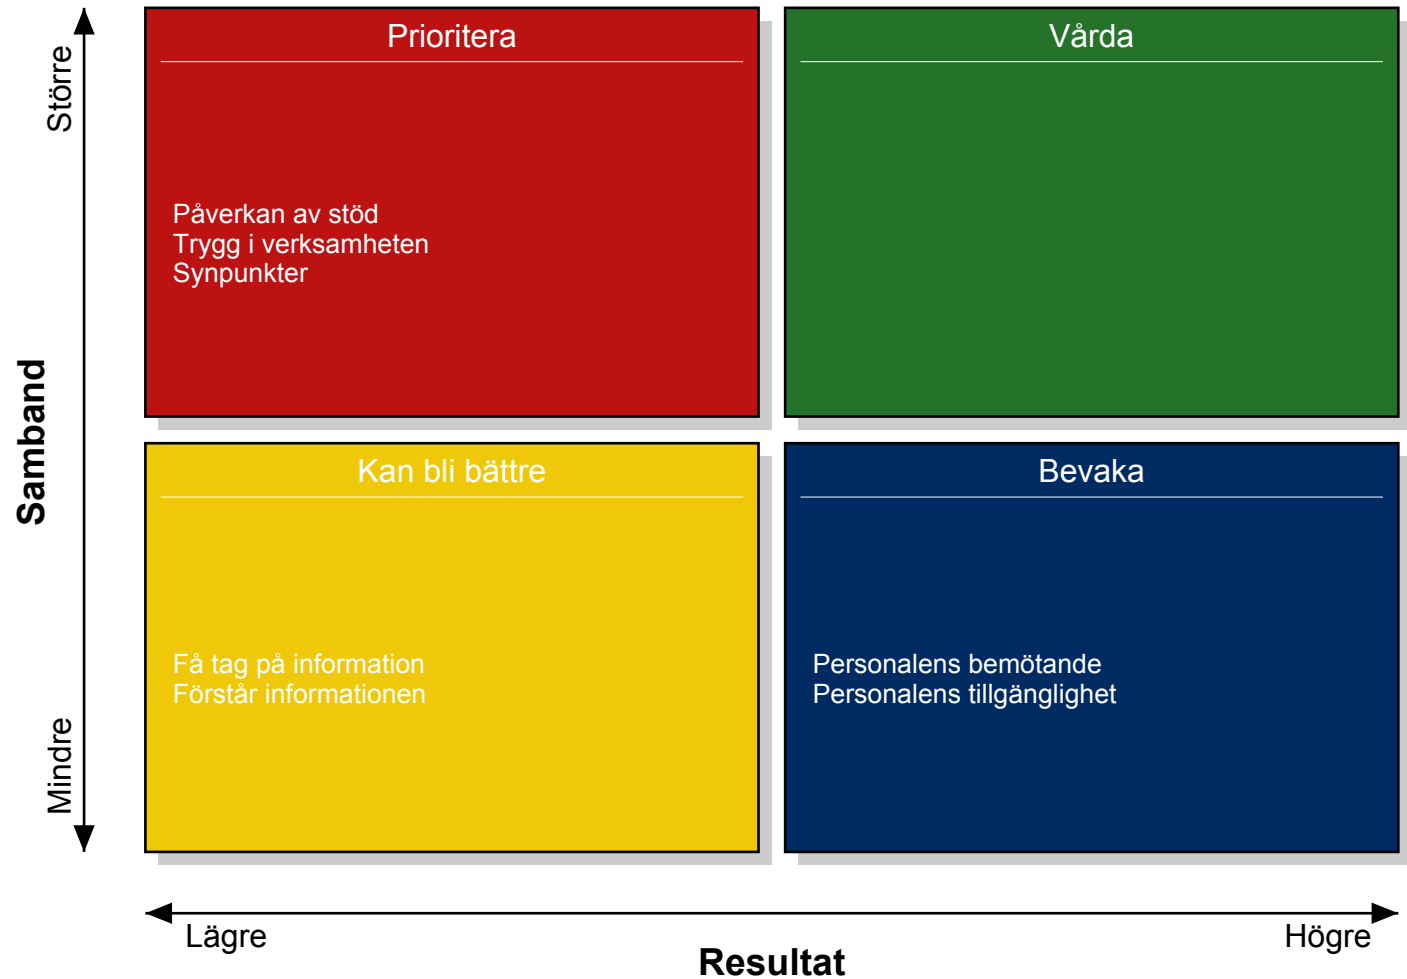 Större
Samband
Mindre
Prioritera
Påverkan av stöd
Trygg i verksamheten
Synpunkter
Vårda
Kan bli bättre
Få tag på information
Förstår informationen
Bevaka
Personalens bemötande
Personalens tillgänglighet
Lägre
Resultat
Högre